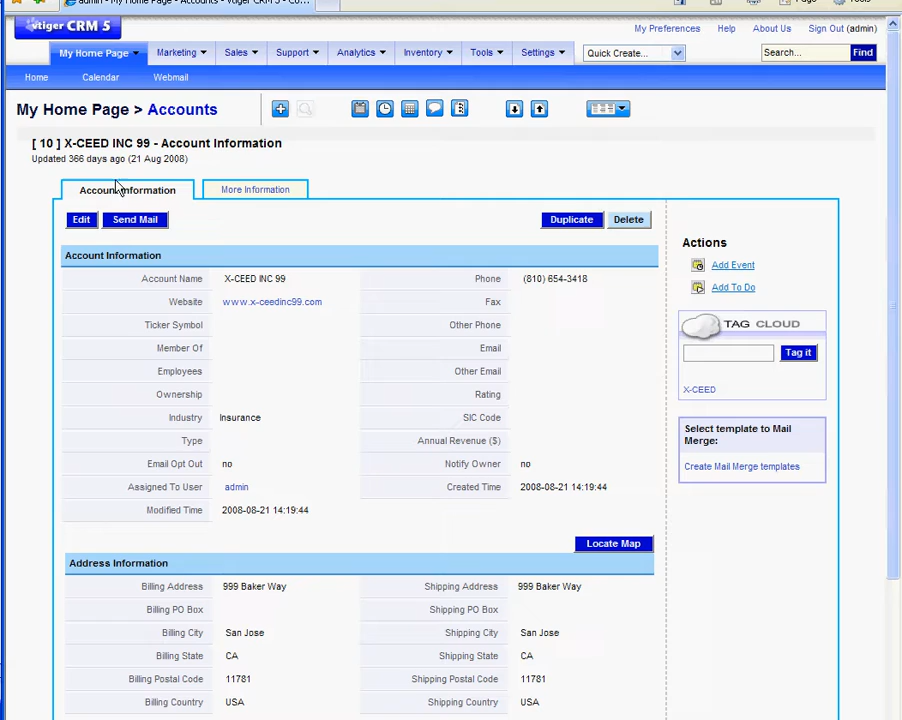 admin - My Home Page - Accounts - vtiger CRM 5 - Co...
vtiger CRM 5
My Preferences Help About Us Sign Out (admin)
My Home Page Marketing Sales Support Analytics Inventory Tools Settings Quick Create... Search... Find
Home Calendar Webmail
My Home Page > Accounts
[ 10 ] X-CEED INC 99 - Account Information
Updated 366 days ago (21 Aug 2008)
Account Information More Information
Edit Send Mail Duplicate Delete
Account Information
Account Name X-CEED INC 99 Phone (810) 654-3418
Website www.x-ceedinc99.com Fax
Ticker Symbol Other Phone
Member Of Email
Employees Other Email
Ownership Rating
Industry Insurance SIC Code
Type Annual Revenue ($)
Email Opt Out no Notify Owner no
Assigned To User admin Created Time 2008-08-21 14:19:44
Modified Time 2008-08-21 14:19:44
Locate Map
Address Information
Billing Address 999 Baker Way Shipping Address 999 Baker Way
Billing PO Box Shipping PO Box
Billing City San Jose Shipping City San Jose
Billing State CA Shipping State CA
Billing Postal Code 11781 Shipping Postal Code 11781
Billing Country USA Shipping Country USA
Actions
Add Event
Add To Do
TAG CLOUD
Tag it
X-CEED
Select template to Mail
Merge:
Create Mail Merge templates